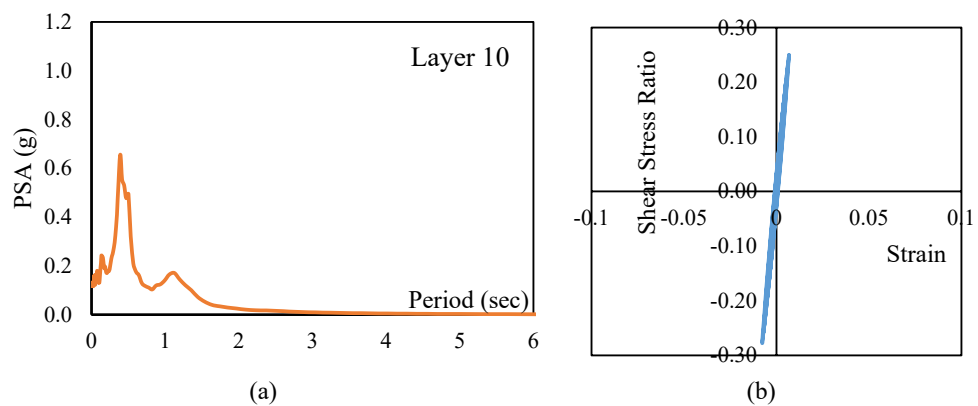 1.2
1.0
0.8
0.6
0.4
0.2
0.0
PSA (g)
Layer 10
Period (sec)
0 1 2 3 4 5 6
(a)
0.30
0.20
0.10
0.00
-0.10
-0.20
-0.30
Shear Stress Ratio
-0.1 -0.05 0 0.05 0.1
Strain
(b)